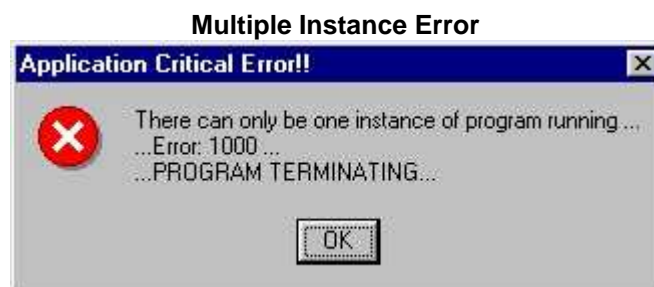 Multiple Instance Error
Application Critical Error!!
There can only be one instance of program running ...
...Error: 1000 ...
...PROGRAM TERMINATING...
OK